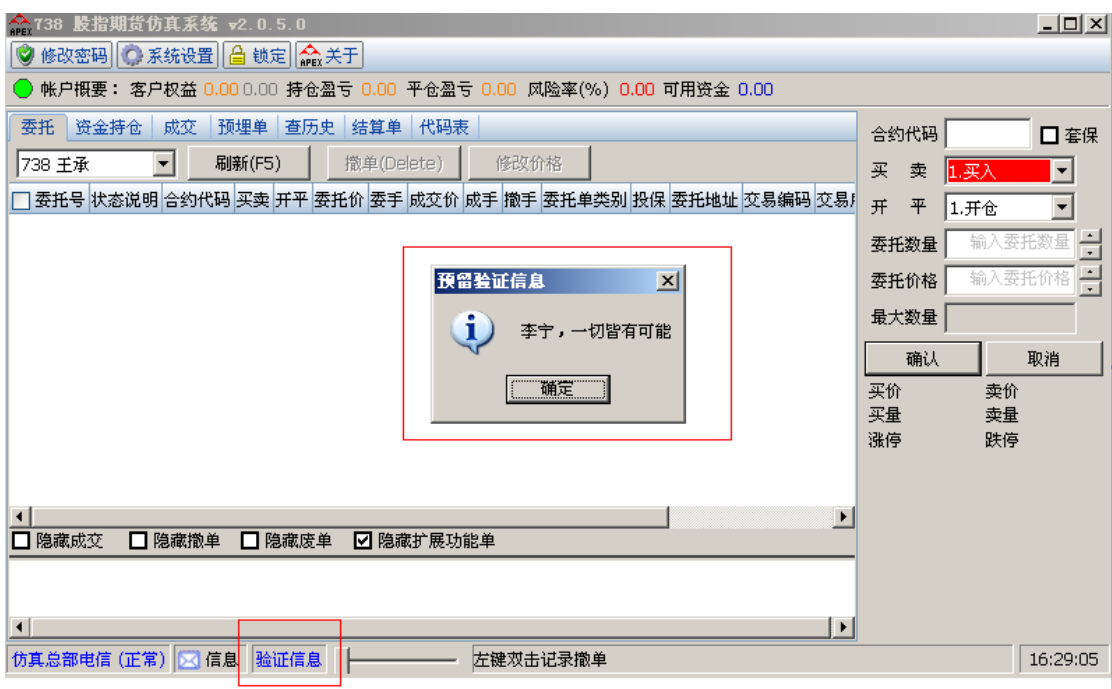 APEX 738 股指期货仿真系统 v2.0.5.0
修改密码 系统设置 锁定 APEX 关于
帐户概要： 客户权益 0.00 0.00 持仓盈亏 0.00 平仓盈亏 0.00 风险率(%) 0.00 可用资金 0.00
委托 资金持仓 成交 预埋单 查历史 结算单 代码表
738 王承 刷新(F5) 撤单(Delete) 修改价格
委托号 状态说明 合约代码 买卖 开平 委托价 委手 成交价 成手 撤手 委托单类别 投保 委托地址 交易编码 交易
预留验证信息
李宁，一切皆有可能
确定
隐藏成交 隐藏撤单 隐藏废单 隐藏扩展功能单
合约代码 套保
买 卖 1.买入
开 平 1.开仓
委托数量 输入委托数量
委托价格 输入委托价格
最大数量
确认 取消
买价 卖价
买量 卖量
涨停 跌停
仿真总部电信 (正常) 信息 验证信息 左键双击记录撤单 16:29:05